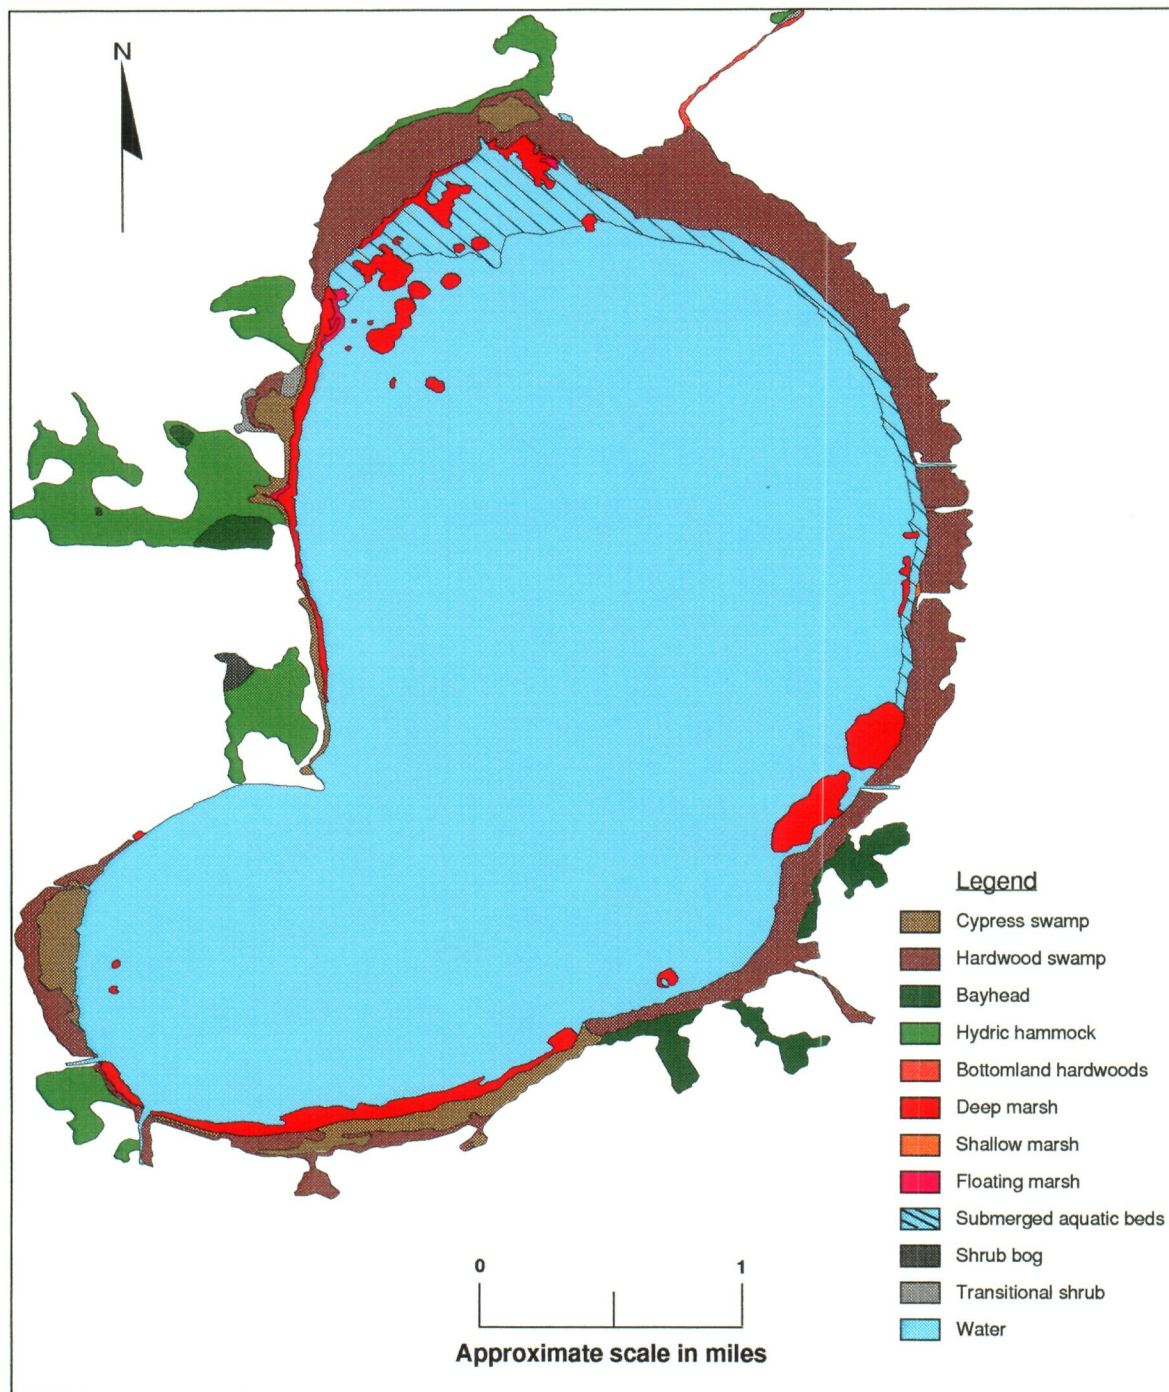 N
Legend
Cypress swamp
Hardwood swamp
Bayhead
Hydric hammock
Bottomland hardwoods
Deep marsh
Shallow marsh
Floating marsh
Submerged aquatic beds
Shrub bog
Transitional shrub
Water
0 1
Approximate scale in miles